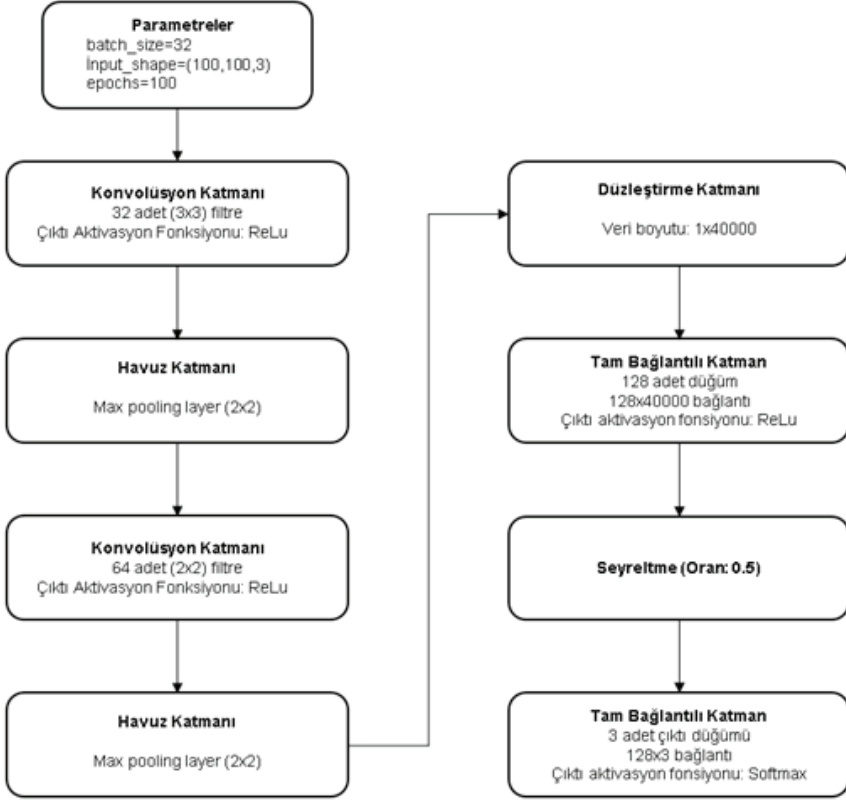 Parametreler
batch_size=32
İnput_shape=(100,100,3)
epochs=100
Konvolüsyon Katmanı
32 adet (3x3) filtre
Çıktı Aktivasyon Fonksiyonu: ReLu
Havuz Katmanı
Max pooling layer (2x2)
Konvolüsyon Katmanı
64 adet (2x2) filtre
Çıktı Aktivasyon Fonksiyonu: ReLu
Havuz Katmanı
Max pooling layer (2x2)
Düzleştirme Katmanı
Veri boyutu: 1x40000
Tam Bağlantılı Katman
128 adet düğüm
128x40000 bağlantı
Çıktı aktivasyon fonsiyonu: ReLu
Seyreltme (Oran: 0.5)
Tam Bağlantılı Katman
3 adet çıktı düğümü
128x3 bağlantı
Çıktı aktivasyon fonsiyonu: Softmax